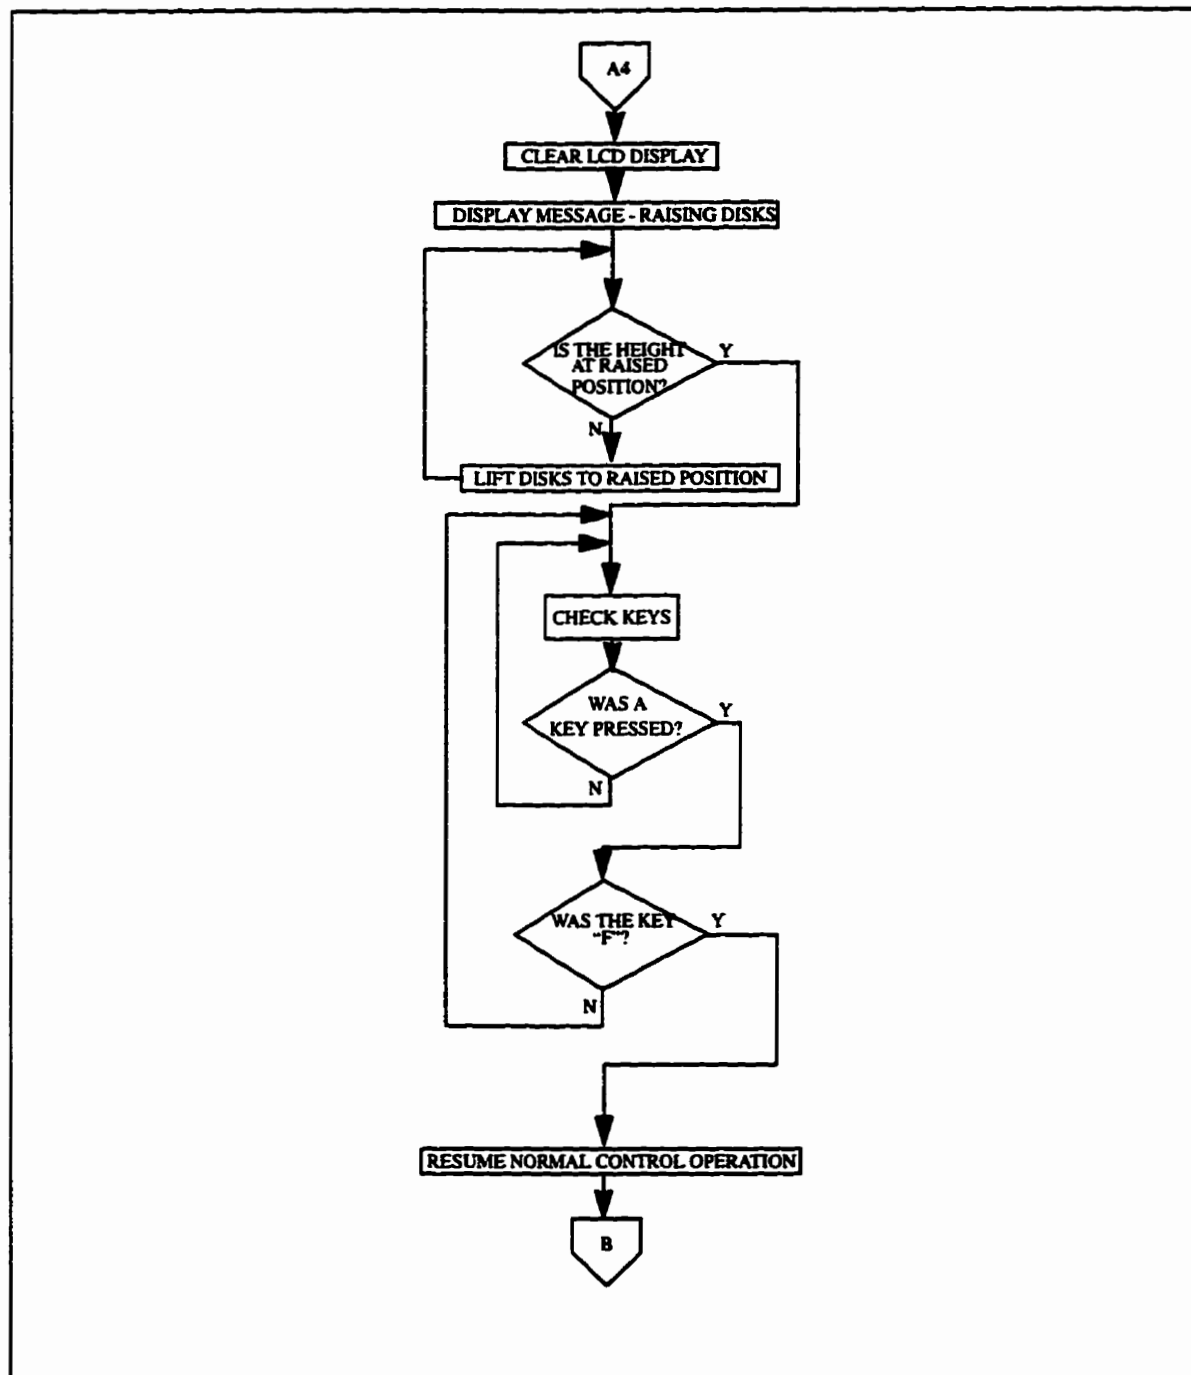 A4
CLEAR LCD DISPLAY
DISPLAY MESSAGE - RAISING DISKS
IS THE HEIGHT
AT RAISED
POSITION?
Y
N
LIFT DISKS TO RAISED POSITION
CHECK KEYS
WAS A
KEY PRESSED?
Y
N
WAS THE KEY
"F"?
Y
N
RESUME NORMAL CONTROL OPERATION
B